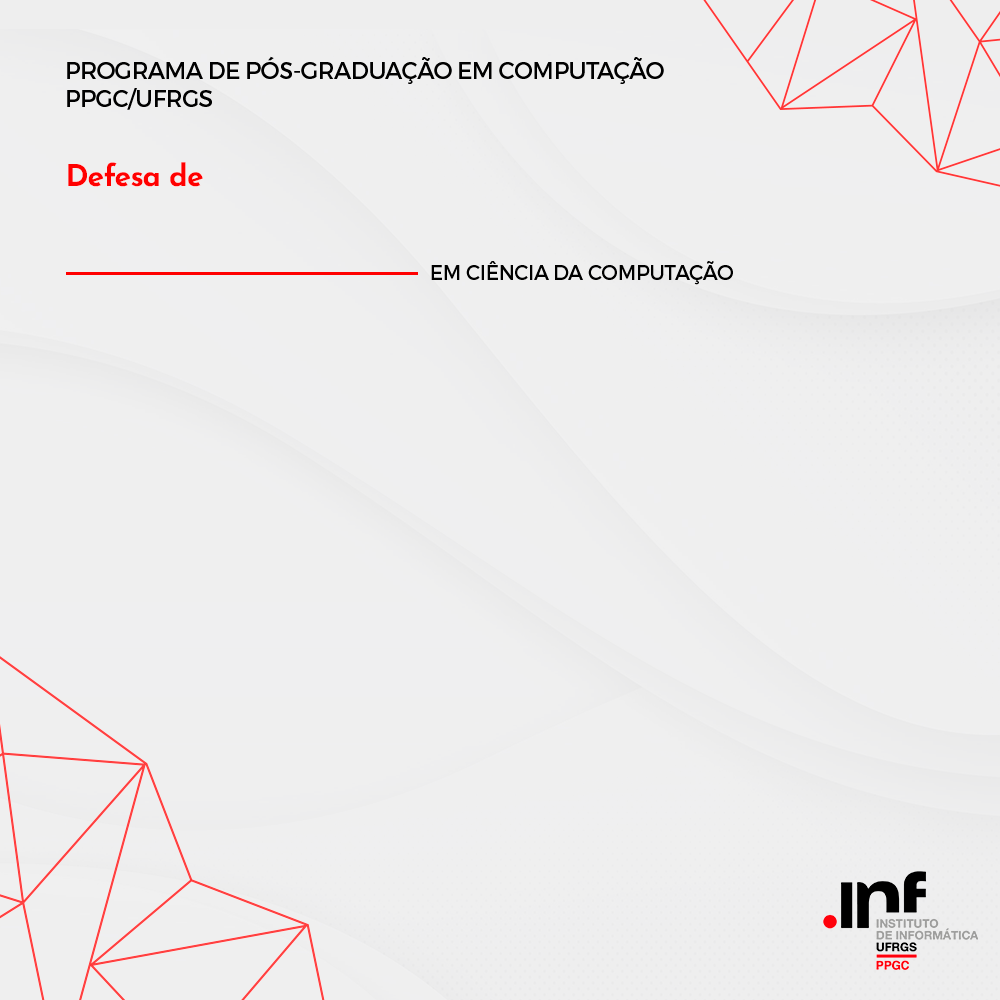 PROGRAMA DE PÓS-GRADUAÇÃO EM COMPUTAÇÃO
PPGC/UFRGS
Defesa de
EM CIÊNCIA DA COMPUTAÇÃO
.inf
INSTITUTO
DE INFORMÁTICA
UFRGS
PPGC